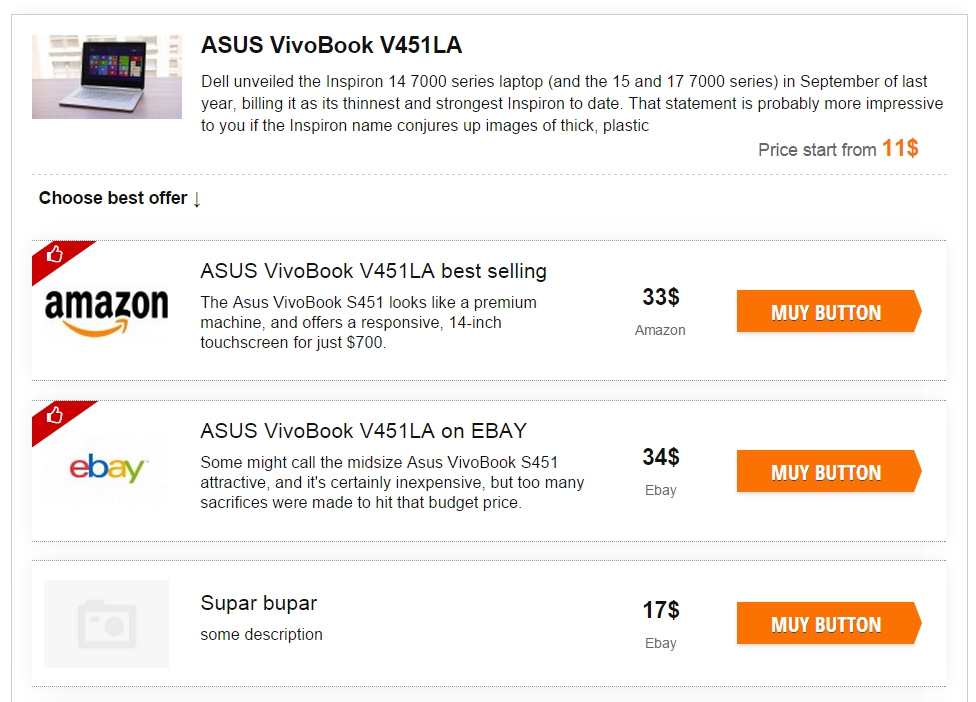 ASUS VivoBook V451LA
Dell unveiled the Inspiron 14 7000 series laptop (and the 15 and 17 7000 series) in September of last
year, billing it as its thinnest and strongest Inspiron to date. That statement is probably more impressive
to you if the Inspiron name conjures up images of thick, plastic
Price start from 11$
Choose best offer ↓
amazon
ASUS VivoBook V451LA best selling
The Asus VivoBook S451 looks like a premium
machine, and offers a responsive, 14-inch
touchscreen for just $700.
33$
Amazon
MUY BUTTON
ebay
ASUS VivoBook V451LA on EBAY
Some might call the midsize Asus VivoBook S451
attractive, and it's certainly inexpensive, but too many
sacrifices were made to hit that budget price.
34$
Ebay
MUY BUTTON
Supar bupar
some description
17$
Ebay
MUY BUTTON